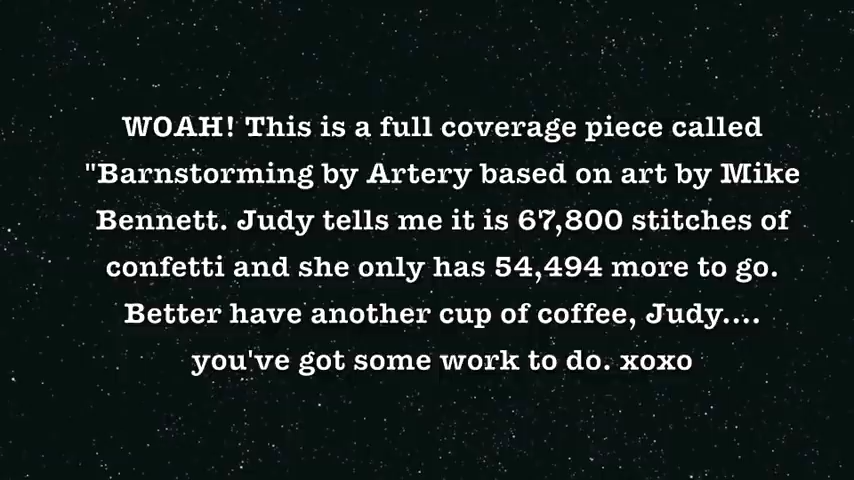 WOAH! This is a full coverage piece called
"Barnstorming by Artery based on art by Mike
Bennett. Judy tells me it is 67,800 stitches of
confetti and she only has 54,494 more to go.
Better have another cup of coffee, Judy....
you've got some work to do. xoxo